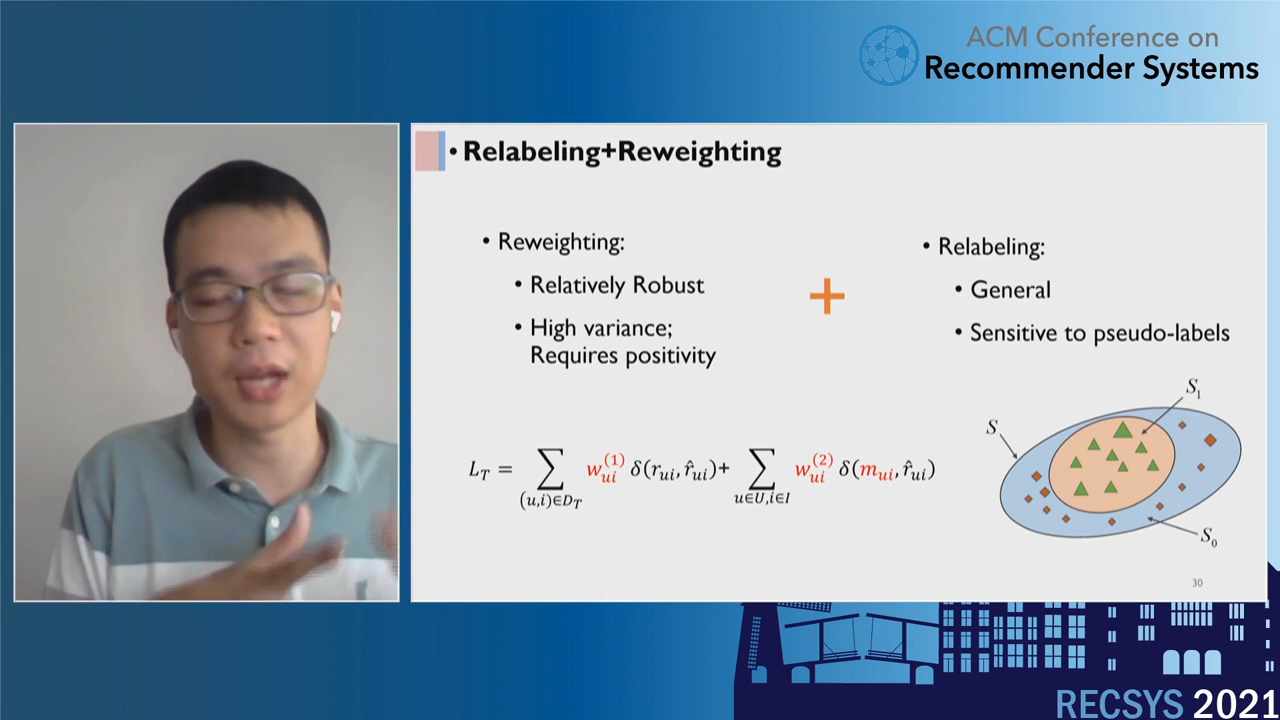 ACM Conference on
Recommender Systems
• Relabeling+Reweighting
• Reweighting:
• Relatively Robust
• High variance;
Requires positivity
+
• Relabeling:
• General
• Sensitive to pseudo-labels
L_T = ∑_{(u,i)∈D_T} w_{ui}^{(1)} δ(r_{ui}, r̂_{ui}) + ∑_{u∈U,i∈I} w_{ui}^{(2)} δ(m_{ui}, r̂_{ui})
S
S₁
S₀
30
RECSYS 2021